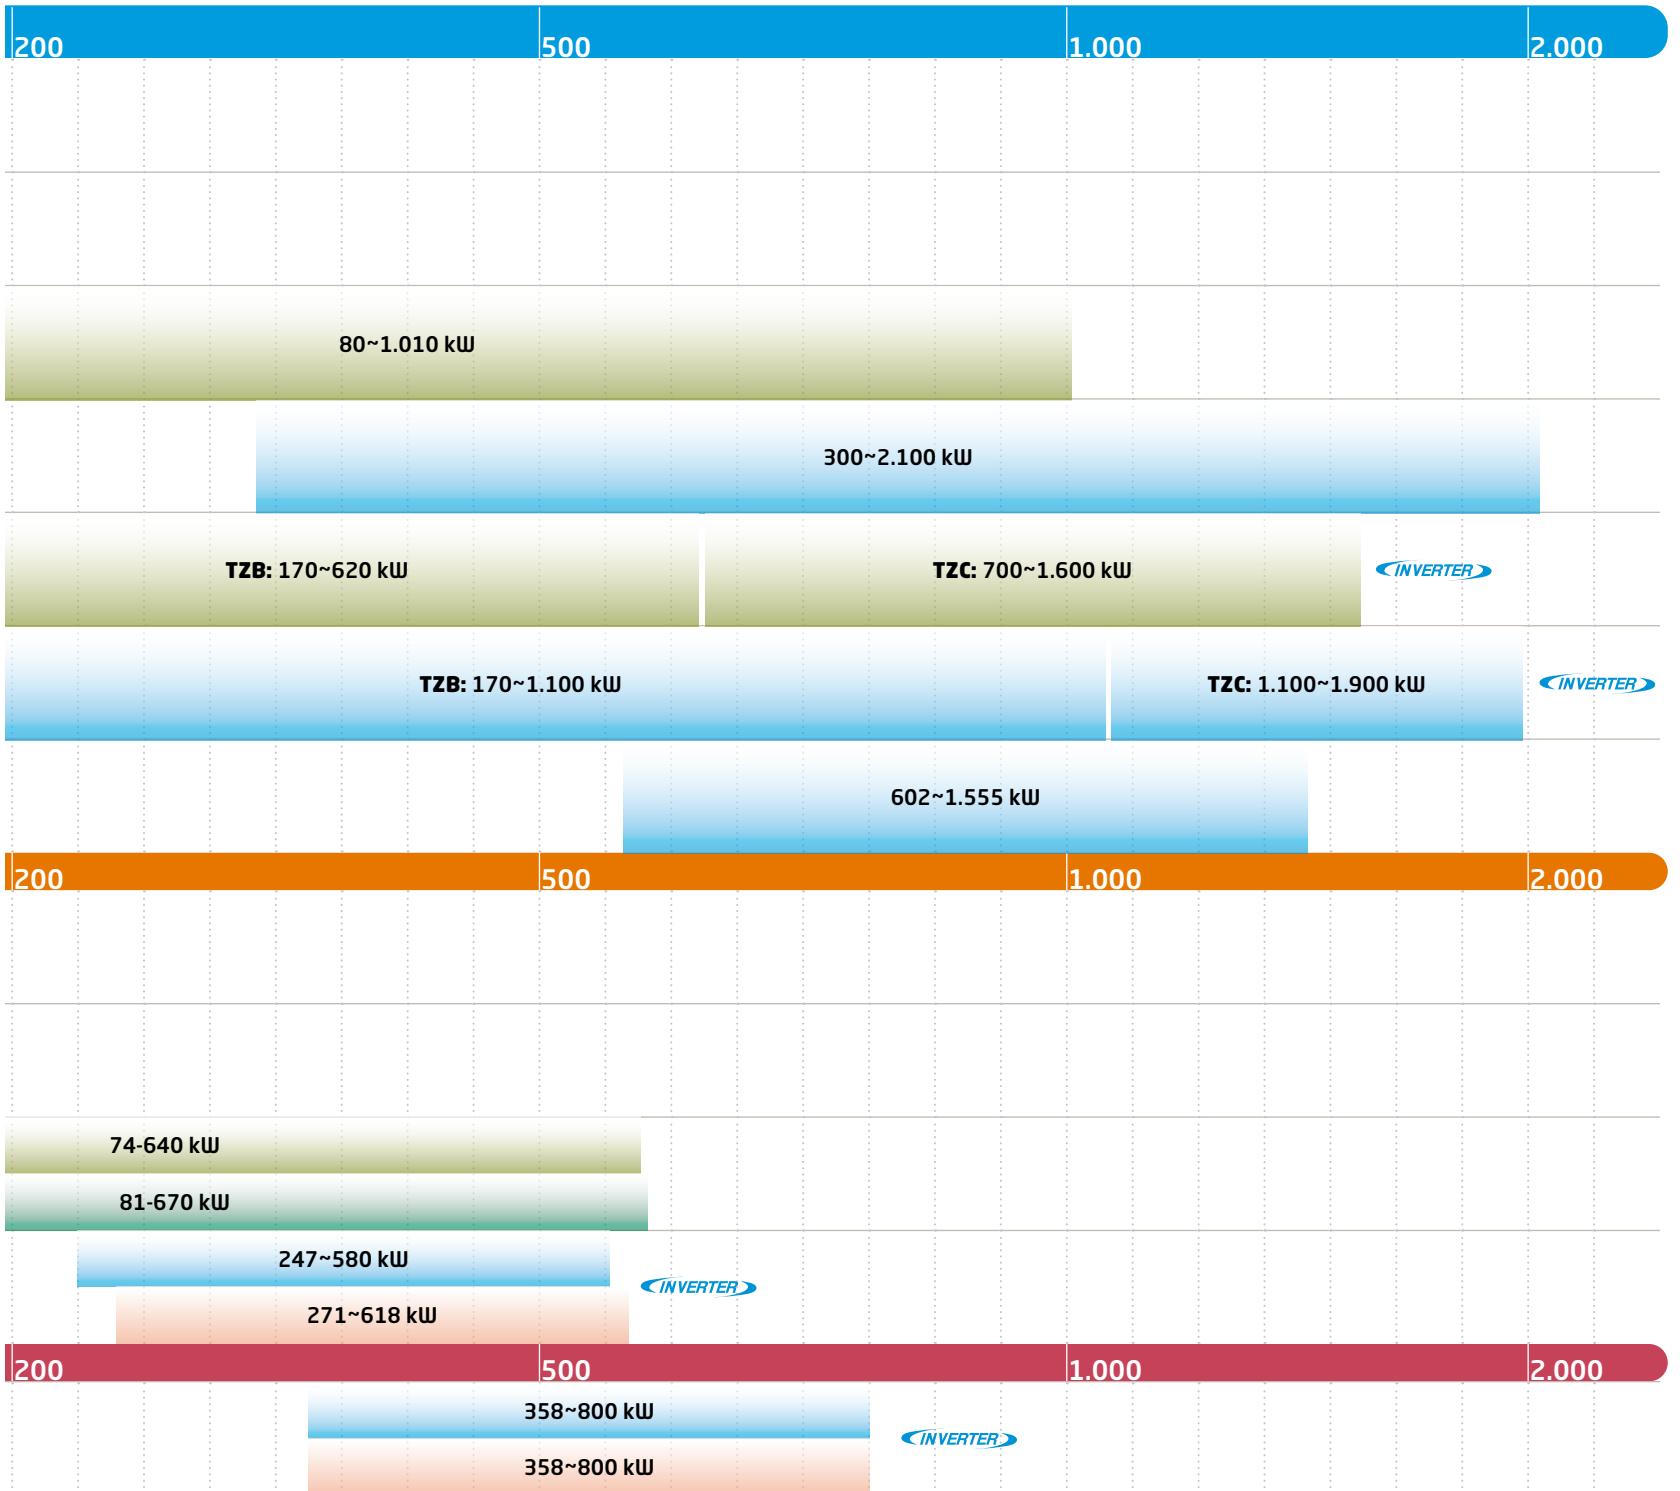 200 500 1.000 2.000
80~1.010 kW
300~2.100 kW
TZB: 170~620 kW TZC: 700~1.600 kW INVERTER
TZB: 170~1.100 kW TZC: 1.100~1.900 kW INVERTER
602~1.555 kW
200 500 1.000 2.000
74-640 kW
81-670 kW
247~580 kW
INVERTER
271~618 kW
200 500 1.000 2.000
358~800 kW
INVERTER
358~800 kW